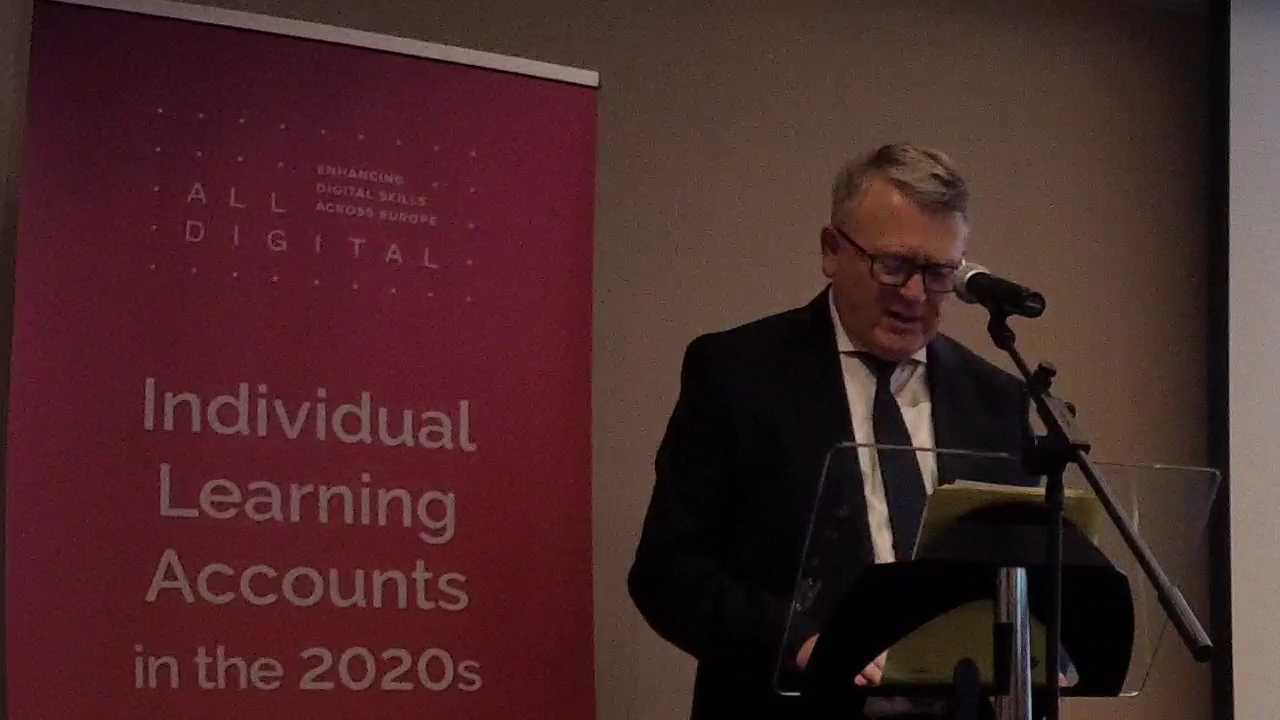 ALL
DIGITAL
ENHANCING
DIGITAL SKILLS
ACROSS EUROPE
Individual
Learning
Accounts
in the 2020s